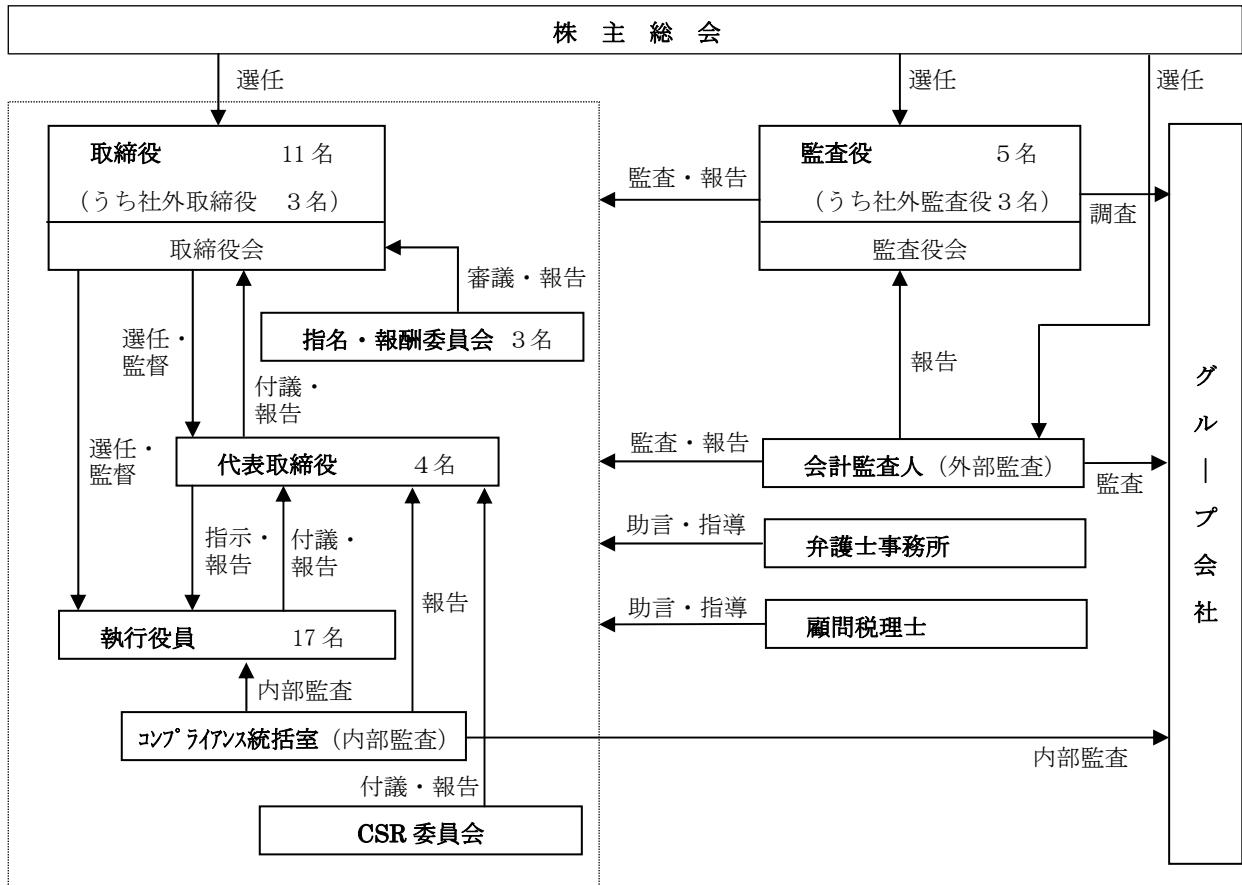 株 主 総 会
選任
選任
選任
取締役 11 名
(うち社外取締役 3名)
取締役会
監査・報告
監査役 5名
(うち社外監査役3名)
監査役会
調査
審議・報告
指名・報酬委員会 3名
選任・
監督
付議・
報告
報告
選任・
監督
代表取締役 4名
監査・報告
会計監査人(外部監査)
監査
指示・
報告
付議・
報告
助言・指導
弁護士事務所
報告
助言・指導
顧問税理士
執行役員 17 名
内部監査
コンプライアンス統括室(内部監査)
内部監査
付議・報告
CSR 委員会
グ
ル
ー
プ
会
社